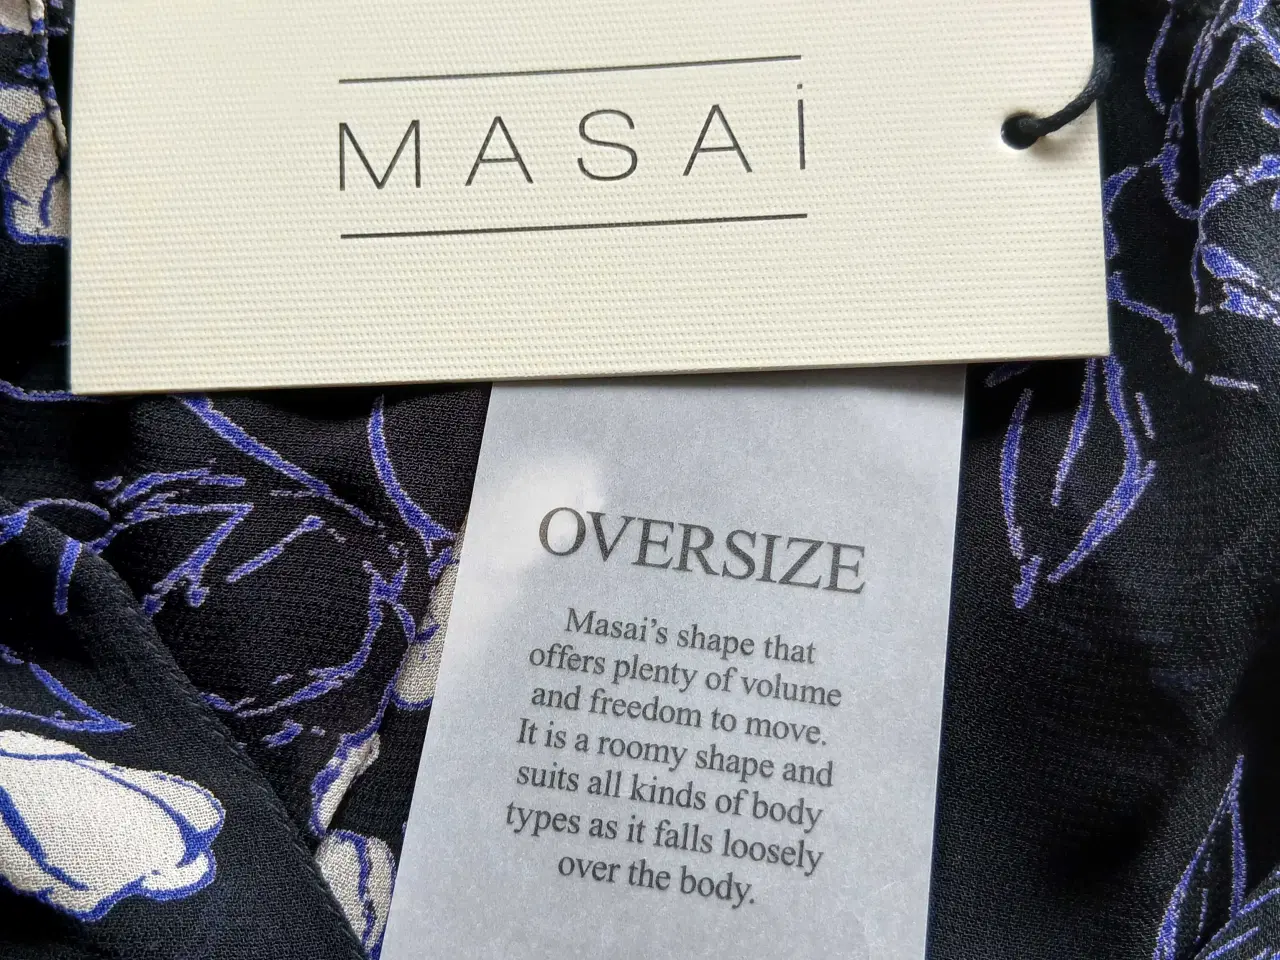 MASAi
OVERSIZE
Masai's shape that
offers plenty of volume
and freedom to move.
It is a roomy shape and
suits all kinds of body
types as it falls loosely
over the body.